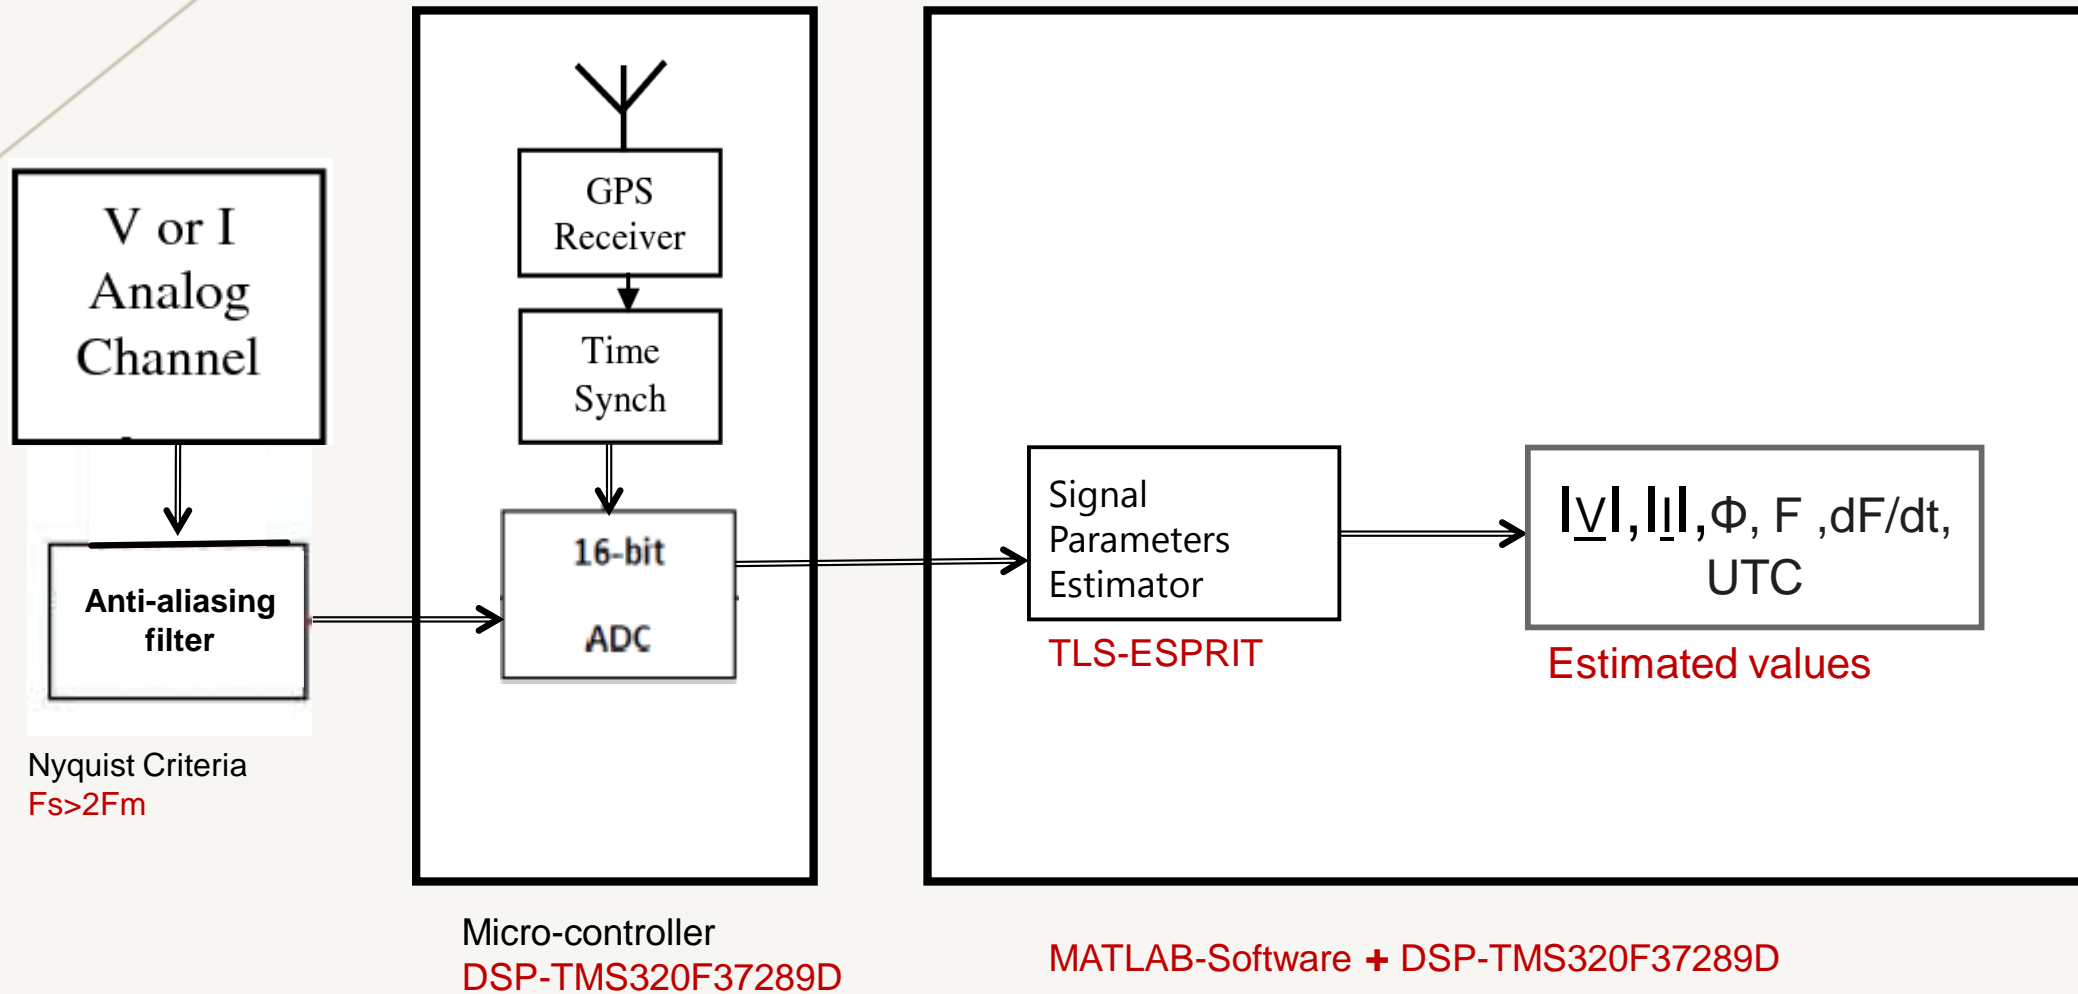 V or I
Analog
Channel
Anti-aliasing
filter
Nyquist Criteria
Fs>2Fm
GPS
Receiver
Time
Synch
16-bit
ADC
Micro-controller
DSP-TMS320F37289D
Signal
Parameters
Estimator
TLS-ESPRIT
|V|,|I|,Φ, F ,dF/dt,
UTC
Estimated values
MATLAB-Software + DSP-TMS320F37289D